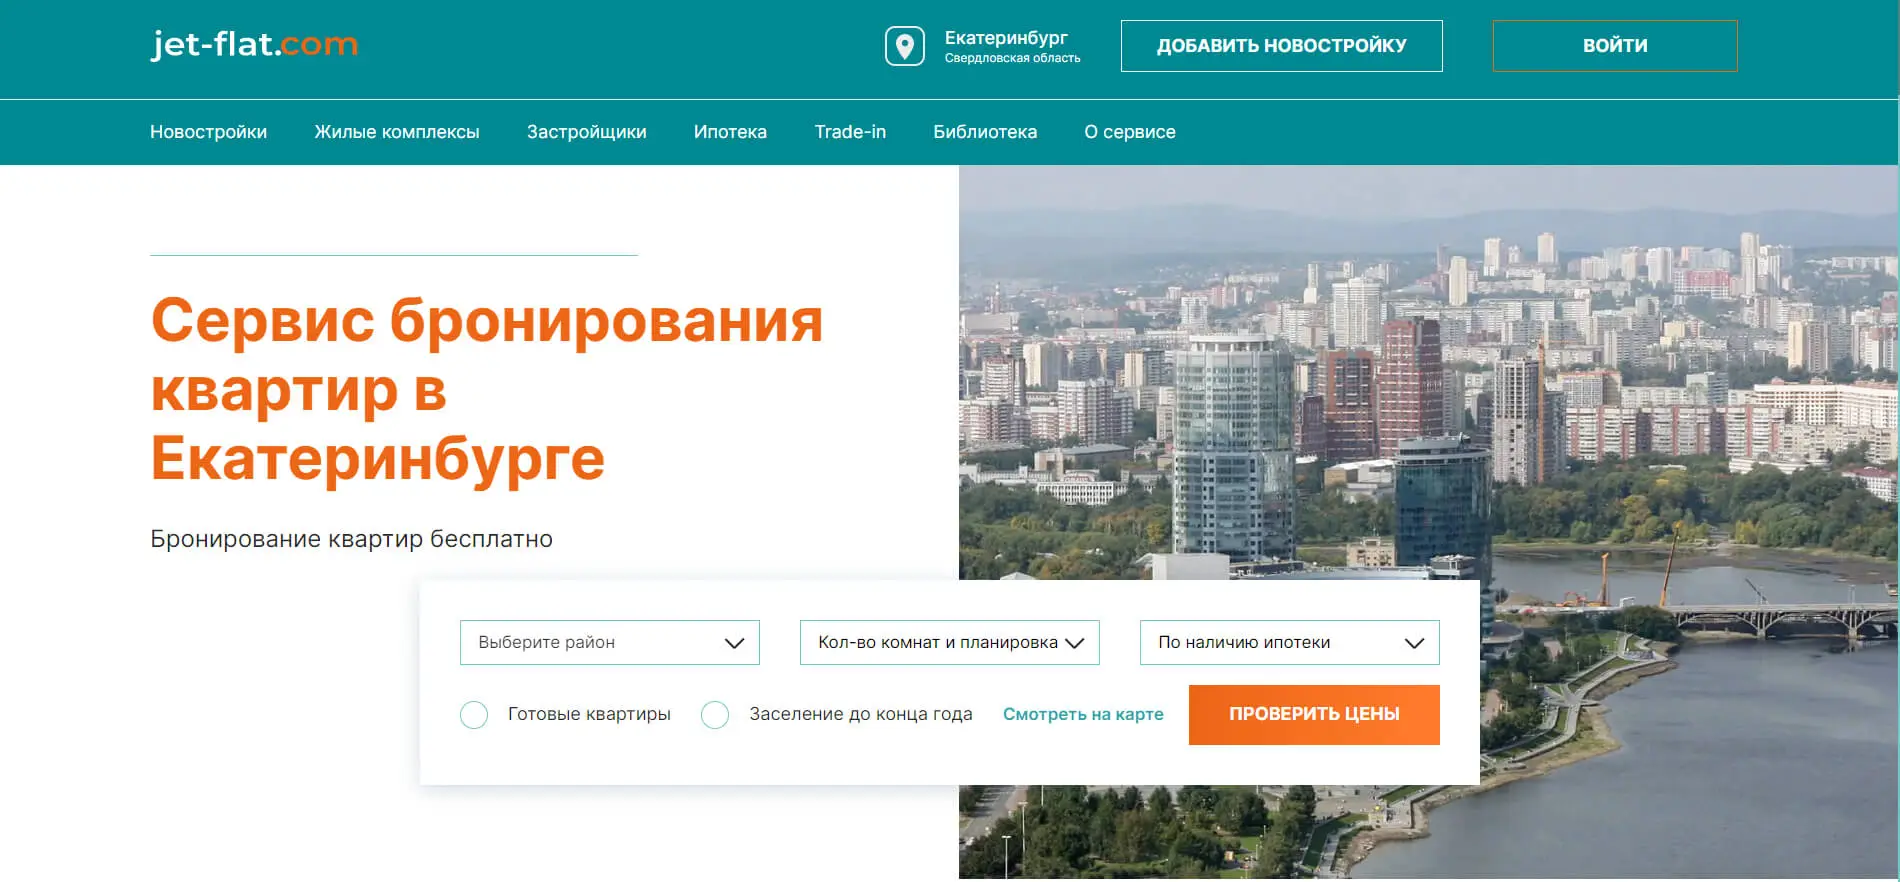 jet-flat.com
Екатеринбург
Свердловская область
ДОБАВИТЬ НОВОСТРОЙКУ
ВОЙТИ
Новостройки
Жилые комплексы
Застройщики
Ипотека
Trade-in
Библиотека
О сервисе
Сервис бронирования
квартир в
Екатеринбурге
Бронирование квартир бесплатно
Выберите район
Кол-во комнат и планировка
По наличию ипотеки
Готовые квартиры
Заселение до конца года
Смотреть на карте
ПРОВЕРИТЬ ЦЕНЫ